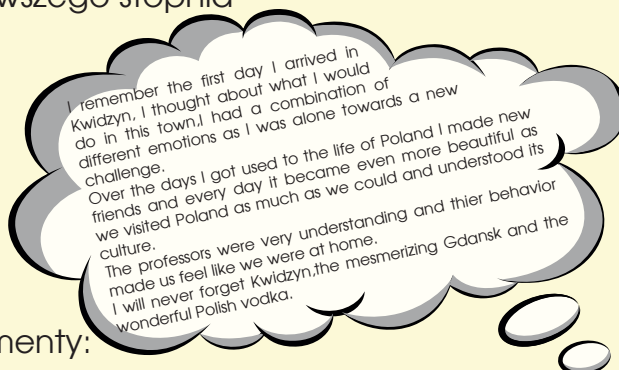 wszego stopnia
I remember the first day I arrived in
Kwidzyn, I thought about what I would
do in this town,I had a combination of
different emotions as I was alone towards a new
challenge.
Over the days I got used to the life of Poland I made new
friends and every day it became even more beautiful as
we visited Poland as much as we could and understood its
culture.
The professors were very understanding and thier behavior
made us feel like we were at home.
I will never forget Kwidzyn,the mesmerizing Gdansk and the
wonderful Polish vodka.
menty: